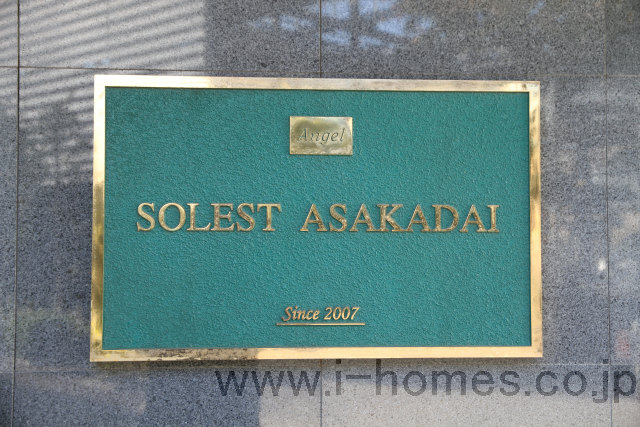 Angel
SOLEST ASAKADAI
Since 2007
www.i-homes.co.jp